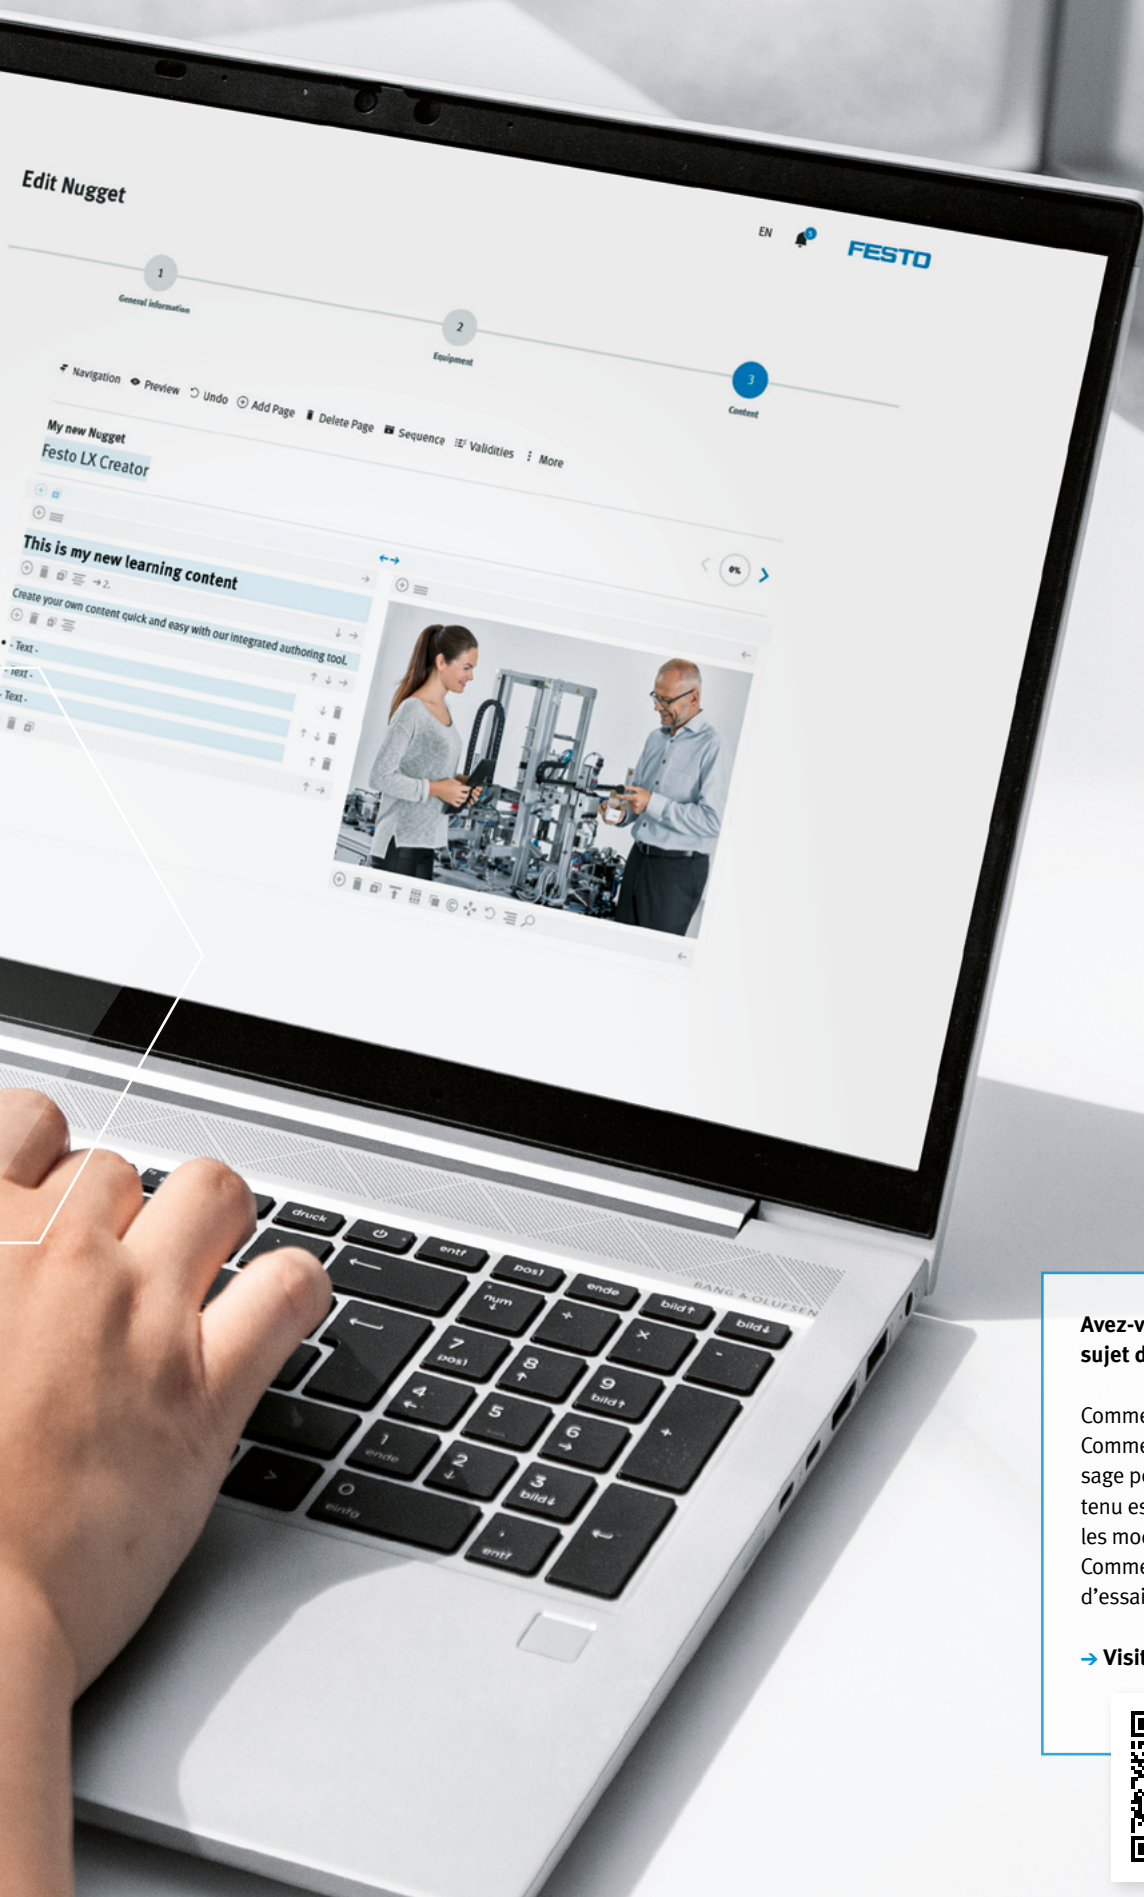 Edit Nugget
EN
5
FESTO
1
General information
2
Equipment
3
Content
Navigation
Preview
Undo
Add Page
Delete Page
Sequence
Validities
More
My new Nugget
Festo LX Creator
0%
This is my new learning content
2.
Create your own content quick and easy with our integrated authoring tool.
- Text -
- Text -
- Text -
BANG & OLUFSEN
druck
entf
pos1
ende
bild↑
bild↓
num
÷
×
-
7
pos1
8
↑
9
bild↑
+
4
←
5
6
→
1
ende
2
↓
3
bild↓
0
einfg
,
entf
>
Avez-v
sujet d
Comme
Comme
sage po
tenu es
les mod
Comme
d'essai
→ Visit